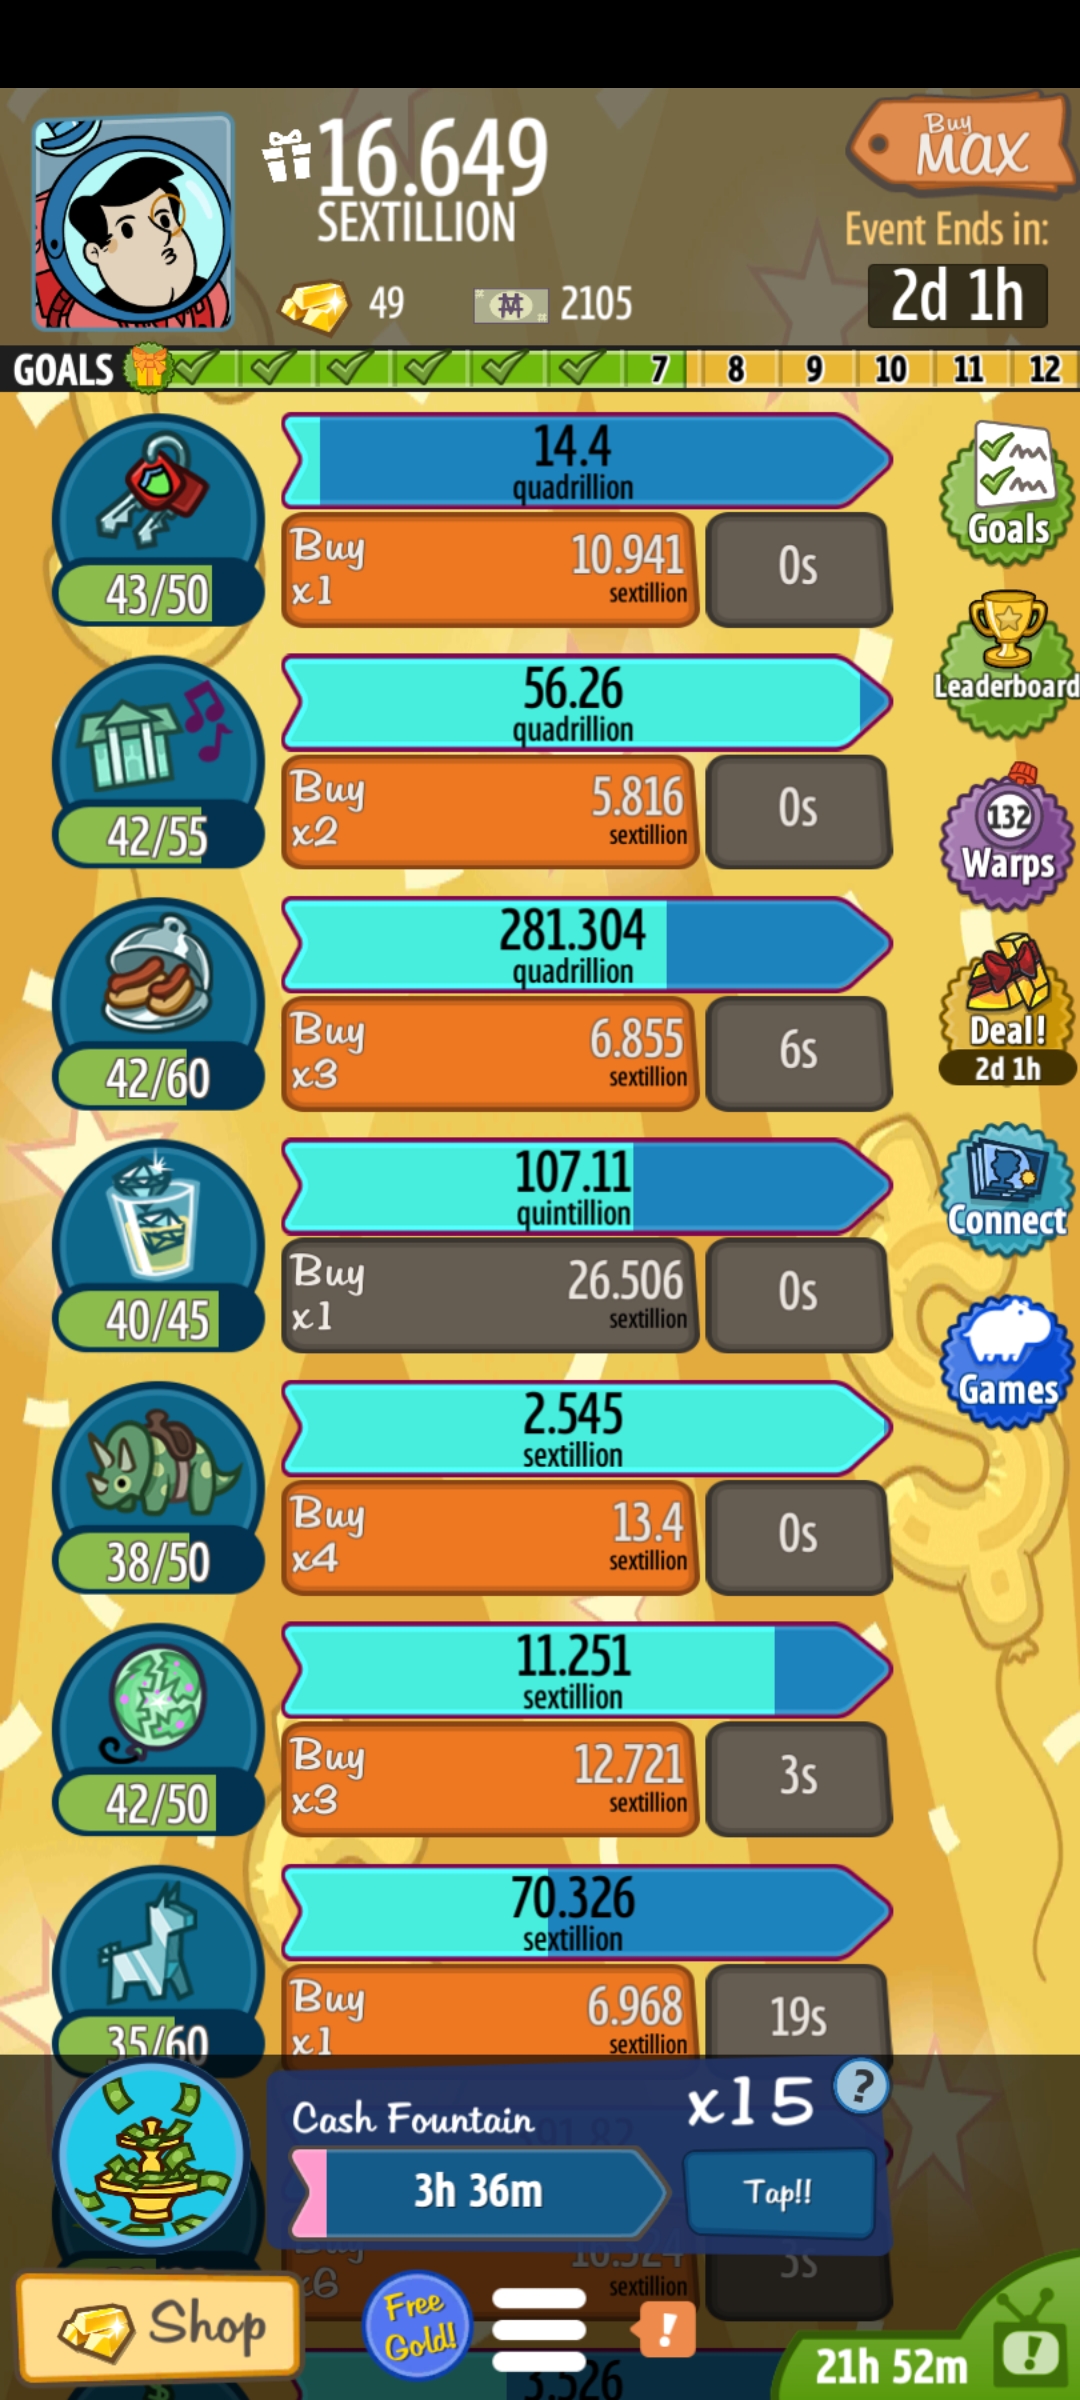 16.649
SEXTILLION
Buy
MAX
Event Ends in:
2d 1h
49
2105
GOALS
7 8 9 10 11 12
14.4
quadrillion
Buy
x1
10.941
sextillion
0s
43/50
Goals
Leaderboard
56.26
quadrillion
Buy
x2
5.816
sextillion
0s
42/55
132
Warps
281.304
quadrillion
Buy
x3
6.855
sextillion
6s
42/60
Deal!
2d 1h
107.11
quintillion
Buy
x1
26.506
sextillion
0s
40/45
Connect
Games
2.545
sextillion
Buy
x4
13.4
sextillion
0s
38/50
11.251
sextillion
Buy
x3
12.721
sextillion
3s
42/50
70.326
sextillion
Buy
x1
6.968
sextillion
19s
35/60
Cash Fountain
x15
?
3h 36m
Tap!!
Buy
x6
16.324
sextillion
3s
Shop
Free
Gold!
!
21h 52m
!
3.526